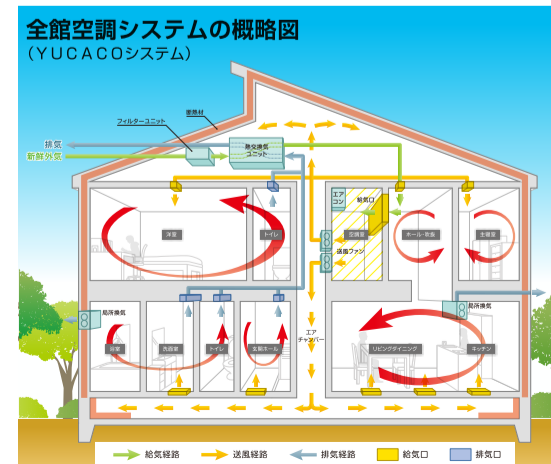 全館空調システムの概略図
（ＹＵＣＡＣＯシステム）
断熱材
フィルターユニット
排気
新鮮外気
熱交換気
ユニット
エア
コン
給気口
洋室
トイレ
空調室
ホール・吹抜
主寝室
送風ファン
局所換気
局所換気
エア
チャンバー
浴室
洗面室
トイレ
玄関ホール
リビングダイニング
キッチン
給気経路
送風経路
排気経路
給気口
排気口